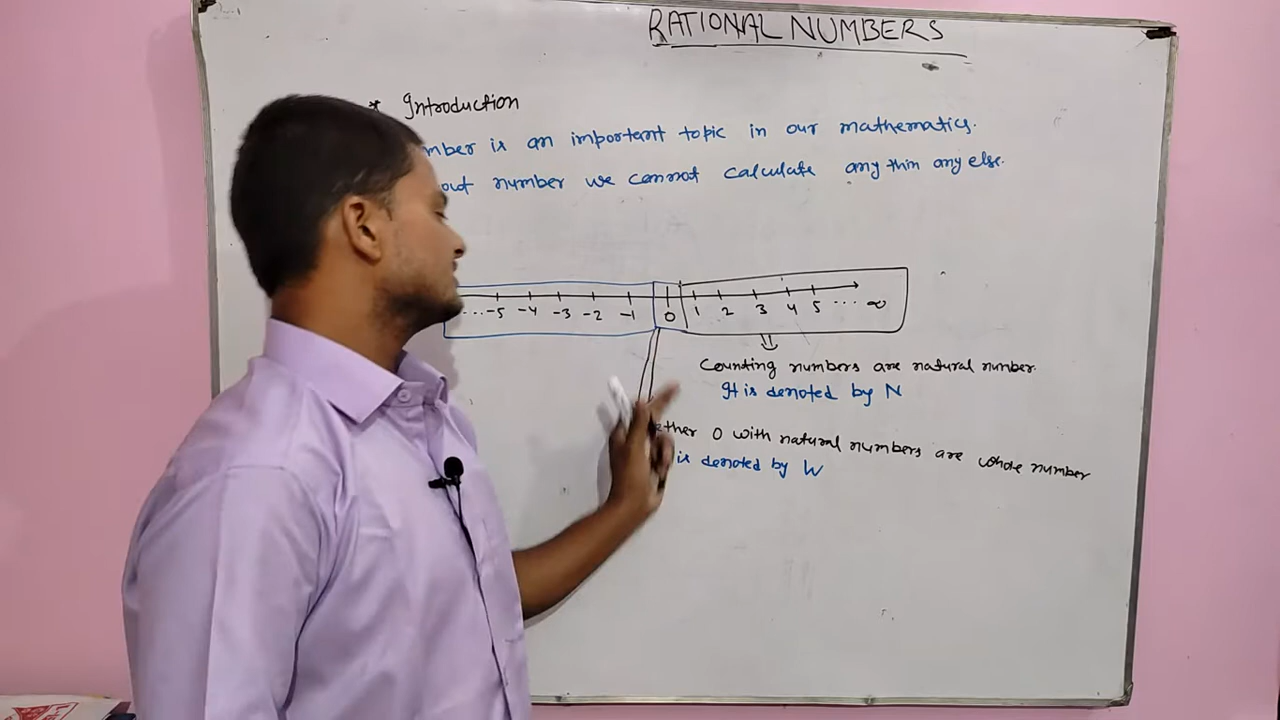 RATIONAL NUMBERS
* Introduction
mber is an important topic in our mathematics.
out number we cannot calculate any thin any else.
...-5 -4 -3 -2 -1 0 1 2 3 4 5 ... ∞
Counting numbers are natural number.
It is denoted by N
ether 0 with natural numbers are whole number
is denoted by W